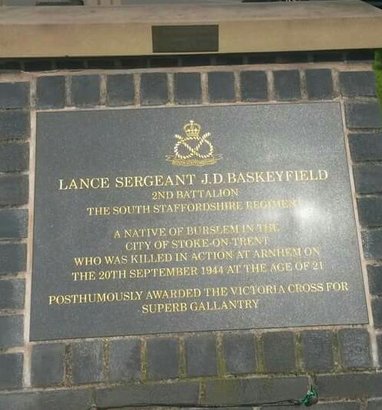 LANCE SERGEANT J.D. BASKEYFIELD
2ND BATTALION
THE SOUTH STAFFORDSHIRE REGIMENT
A NATIVE OF BURSLEM IN THE
CITY OF STOKE-ON-TRENT
WHO WAS KILLED IN ACTION AT ARNHEM ON
THE 20TH SEPTEMBER 1944 AT THE AGE OF 21
POSTHUMOUSLY AWARDED THE VICTORIA CROSS FOR
SUPERB GALLANTRY